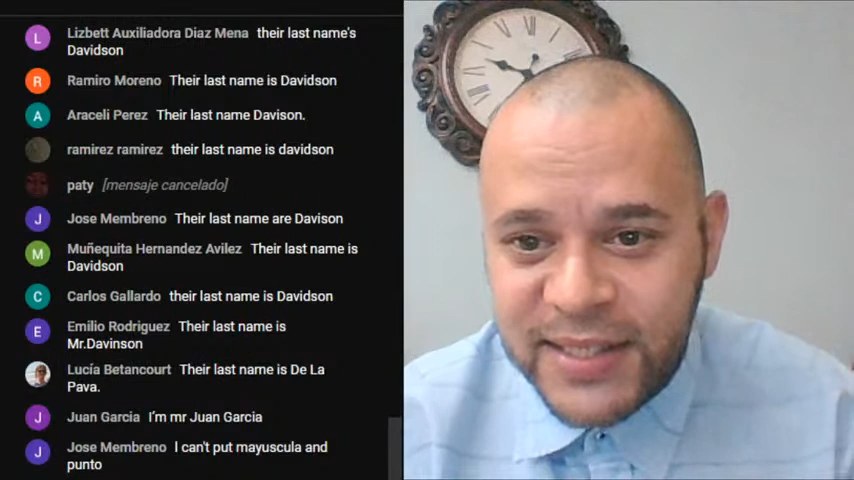 Lizbett Auxiliadora Diaz Mena their last name's
Davidson
Ramiro Moreno Their last name is Davidson
Araceli Perez Their last name Davison.
ramirez ramirez their last name is davidson
paty [mensaje cancelado]
Jose Membreno Their last name are Davison
Muñequita Hernandez Avilez Their last name is
Davidson
Carlos Gallardo their last name is Davidson
Emilio Rodriguez Their last name is
Mr.Davinson
Lucía Betancourt Their last name is De La
Pava.
Juan Garcia I'm mr Juan Garcia
Jose Membreno I can't put mayuscula and
punto